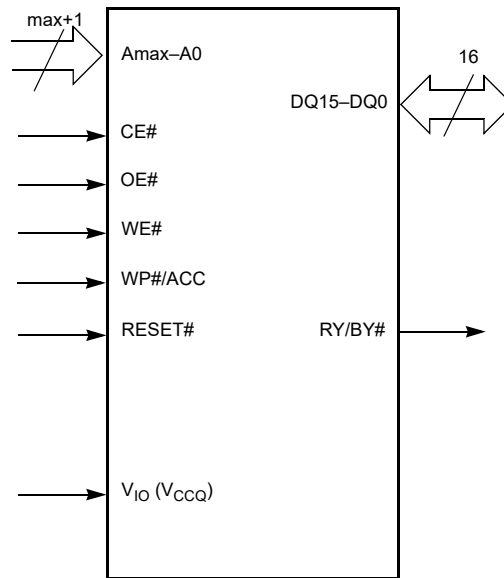 max+1
Amax–A0
16
DQ15–DQ0
CE#
OE#
WE#
WP#/ACC
RESET#
RY/BY#
VIO (VCCQ)